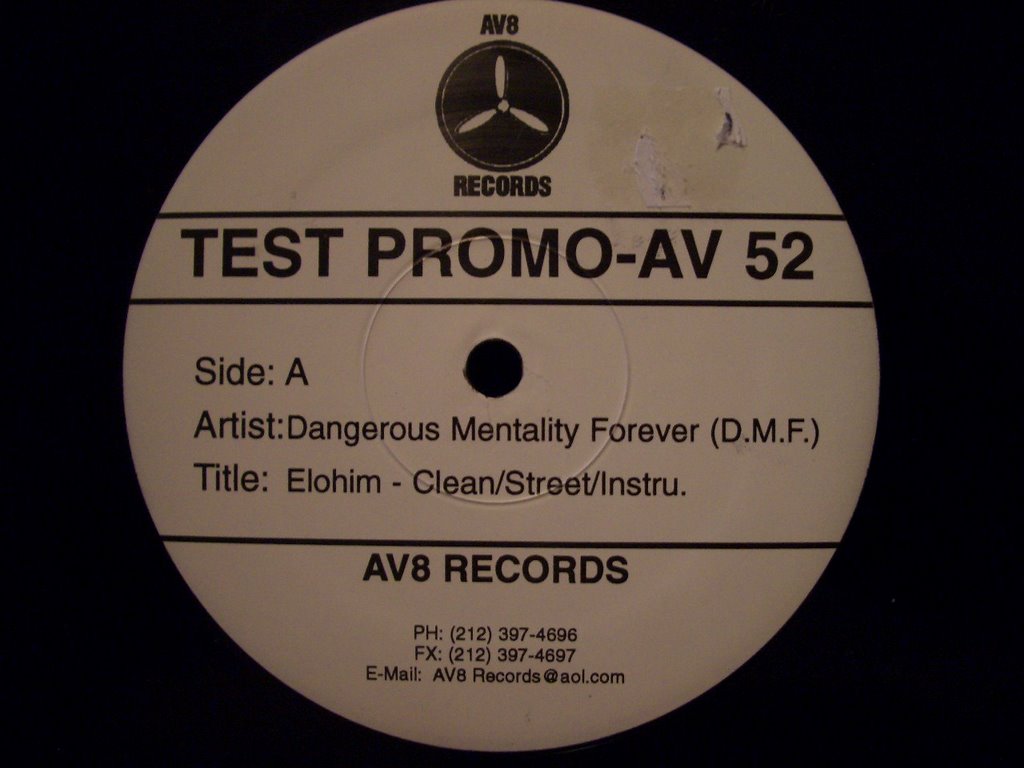 AV8
RECORDS
TEST PROMO-AV 52
Side: A
Artist:Dangerous Mentality Forever (D.M.F.)
Title: Elohim - Clean/Street/Instru.
AV8 RECORDS
PH: (212) 397-4696
FX: (212) 397-4697
E-Mail: AV8 Records@aol.com